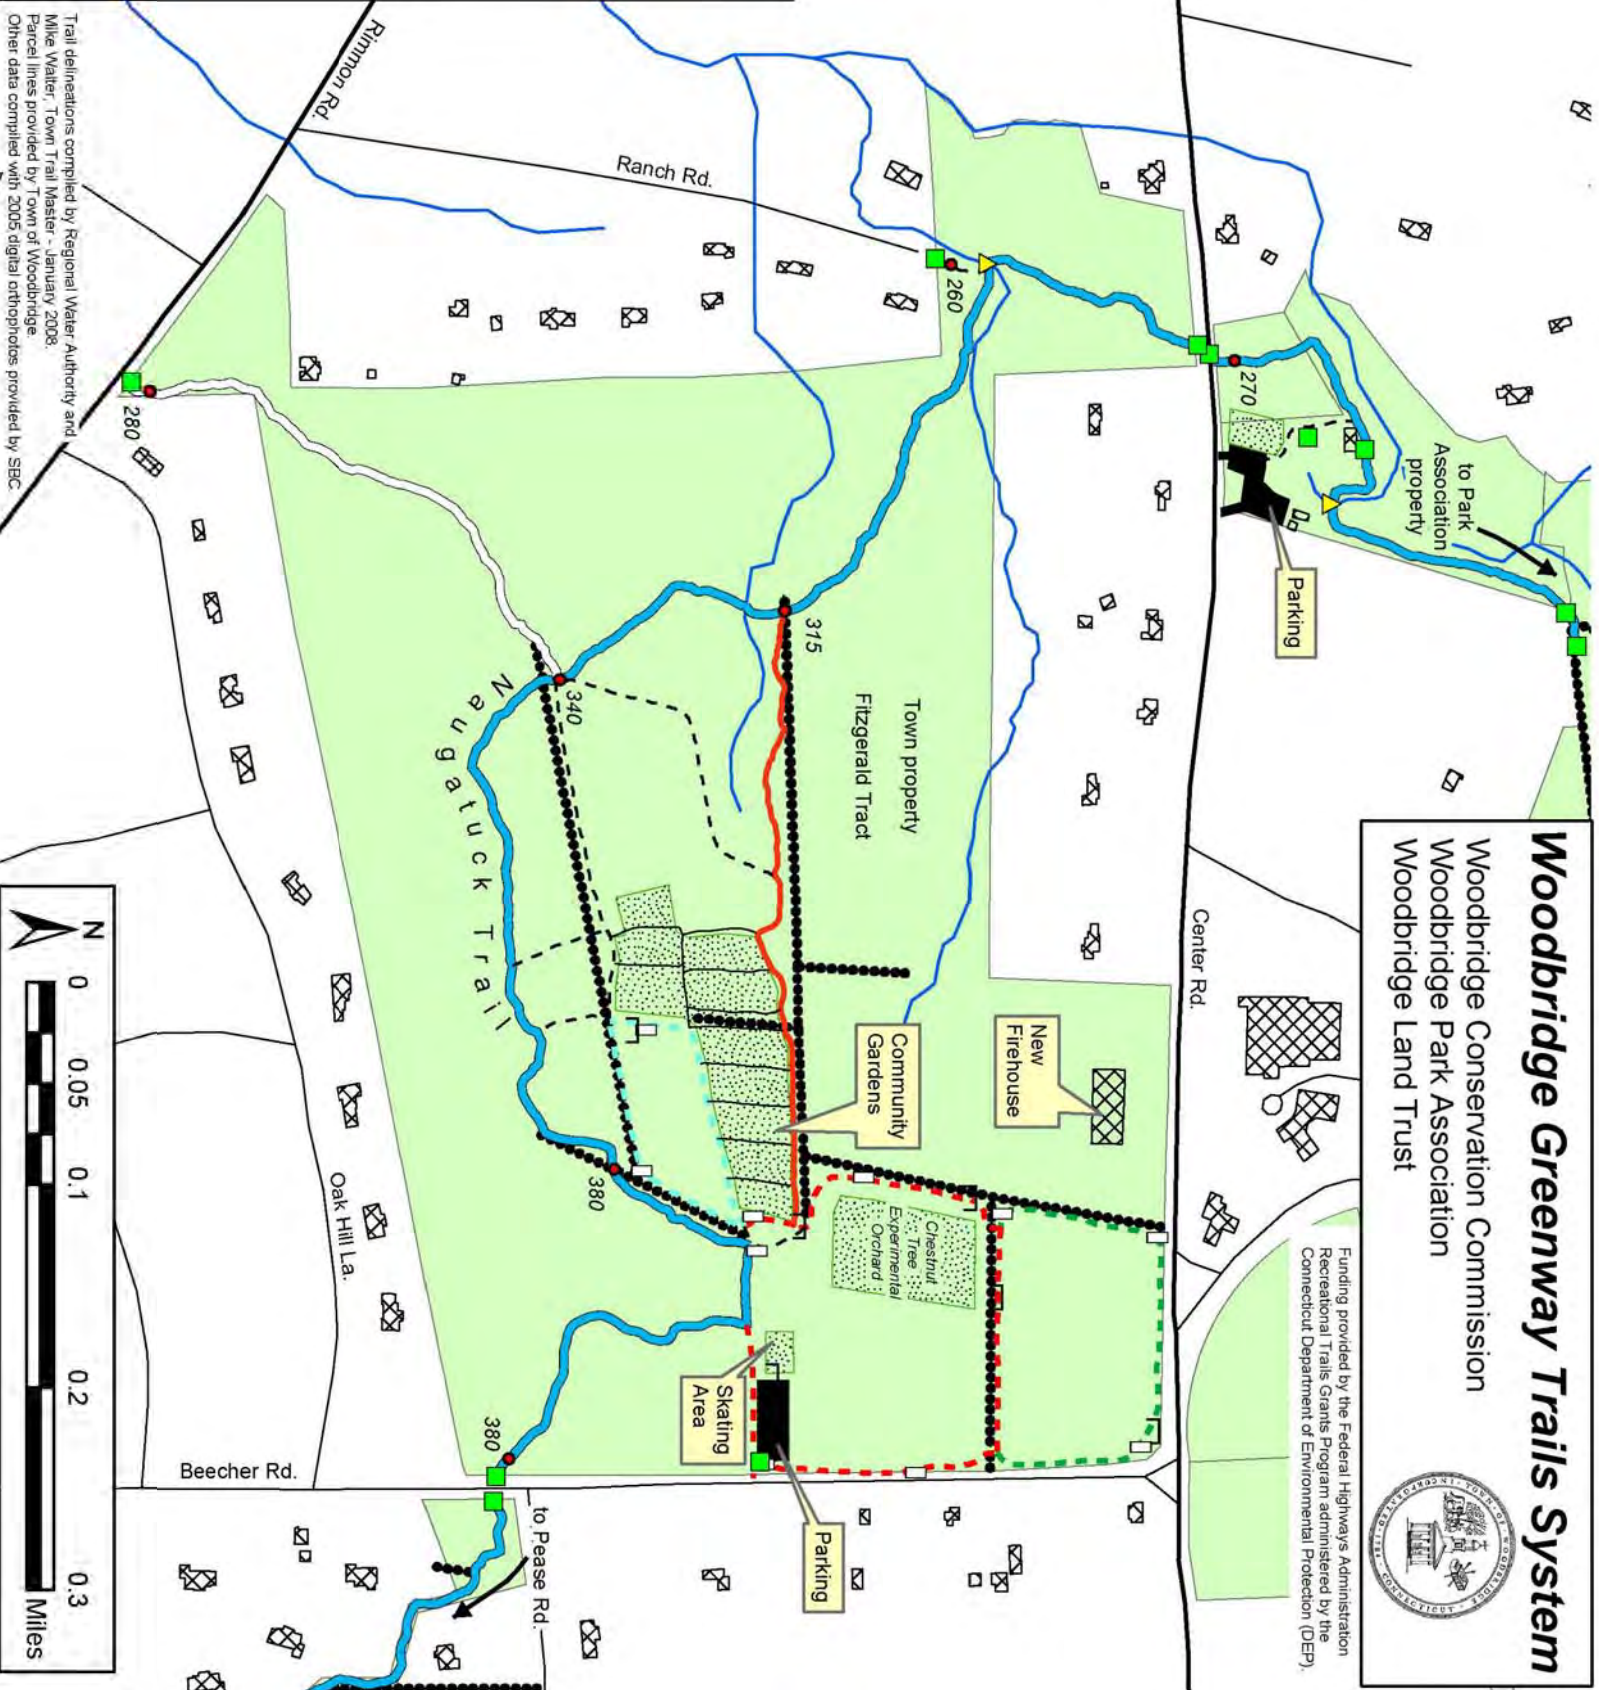 Woodbridge Greenway Trails System
Woodbridge Conservation Commission
Woodbridge Park Association
Woodbridge Land Trust
Funding provided by the Federal Highways Administration
Recreational Trails Grants Program administered by the
Connecticut Department of Environmental Protection (DEP).
to Park
Association
property
Parking
270
260
Center Rd.
Ranch Rd.
Rimmon Rd.
315
Town property
Fitzgerald Tract
New
Firehouse
Community
Gardens
Chestnut
Tree
Experimental
Orchard
340
Naugatuck Trail
380
Skating
Area
Parking
280
380
Oak Hill La.
Beecher Rd.
to Pease Rd.
Trail delineations compiled by Regional Water Authority and
Mike Walter, Town Trail Master - January 2008.
Parcel lines provided by Town of Woodbridge.
Other data compiled with 2005 digital orthophotos provided by SBC.
N
0 0.05 0.1 0.2 0.3
Miles